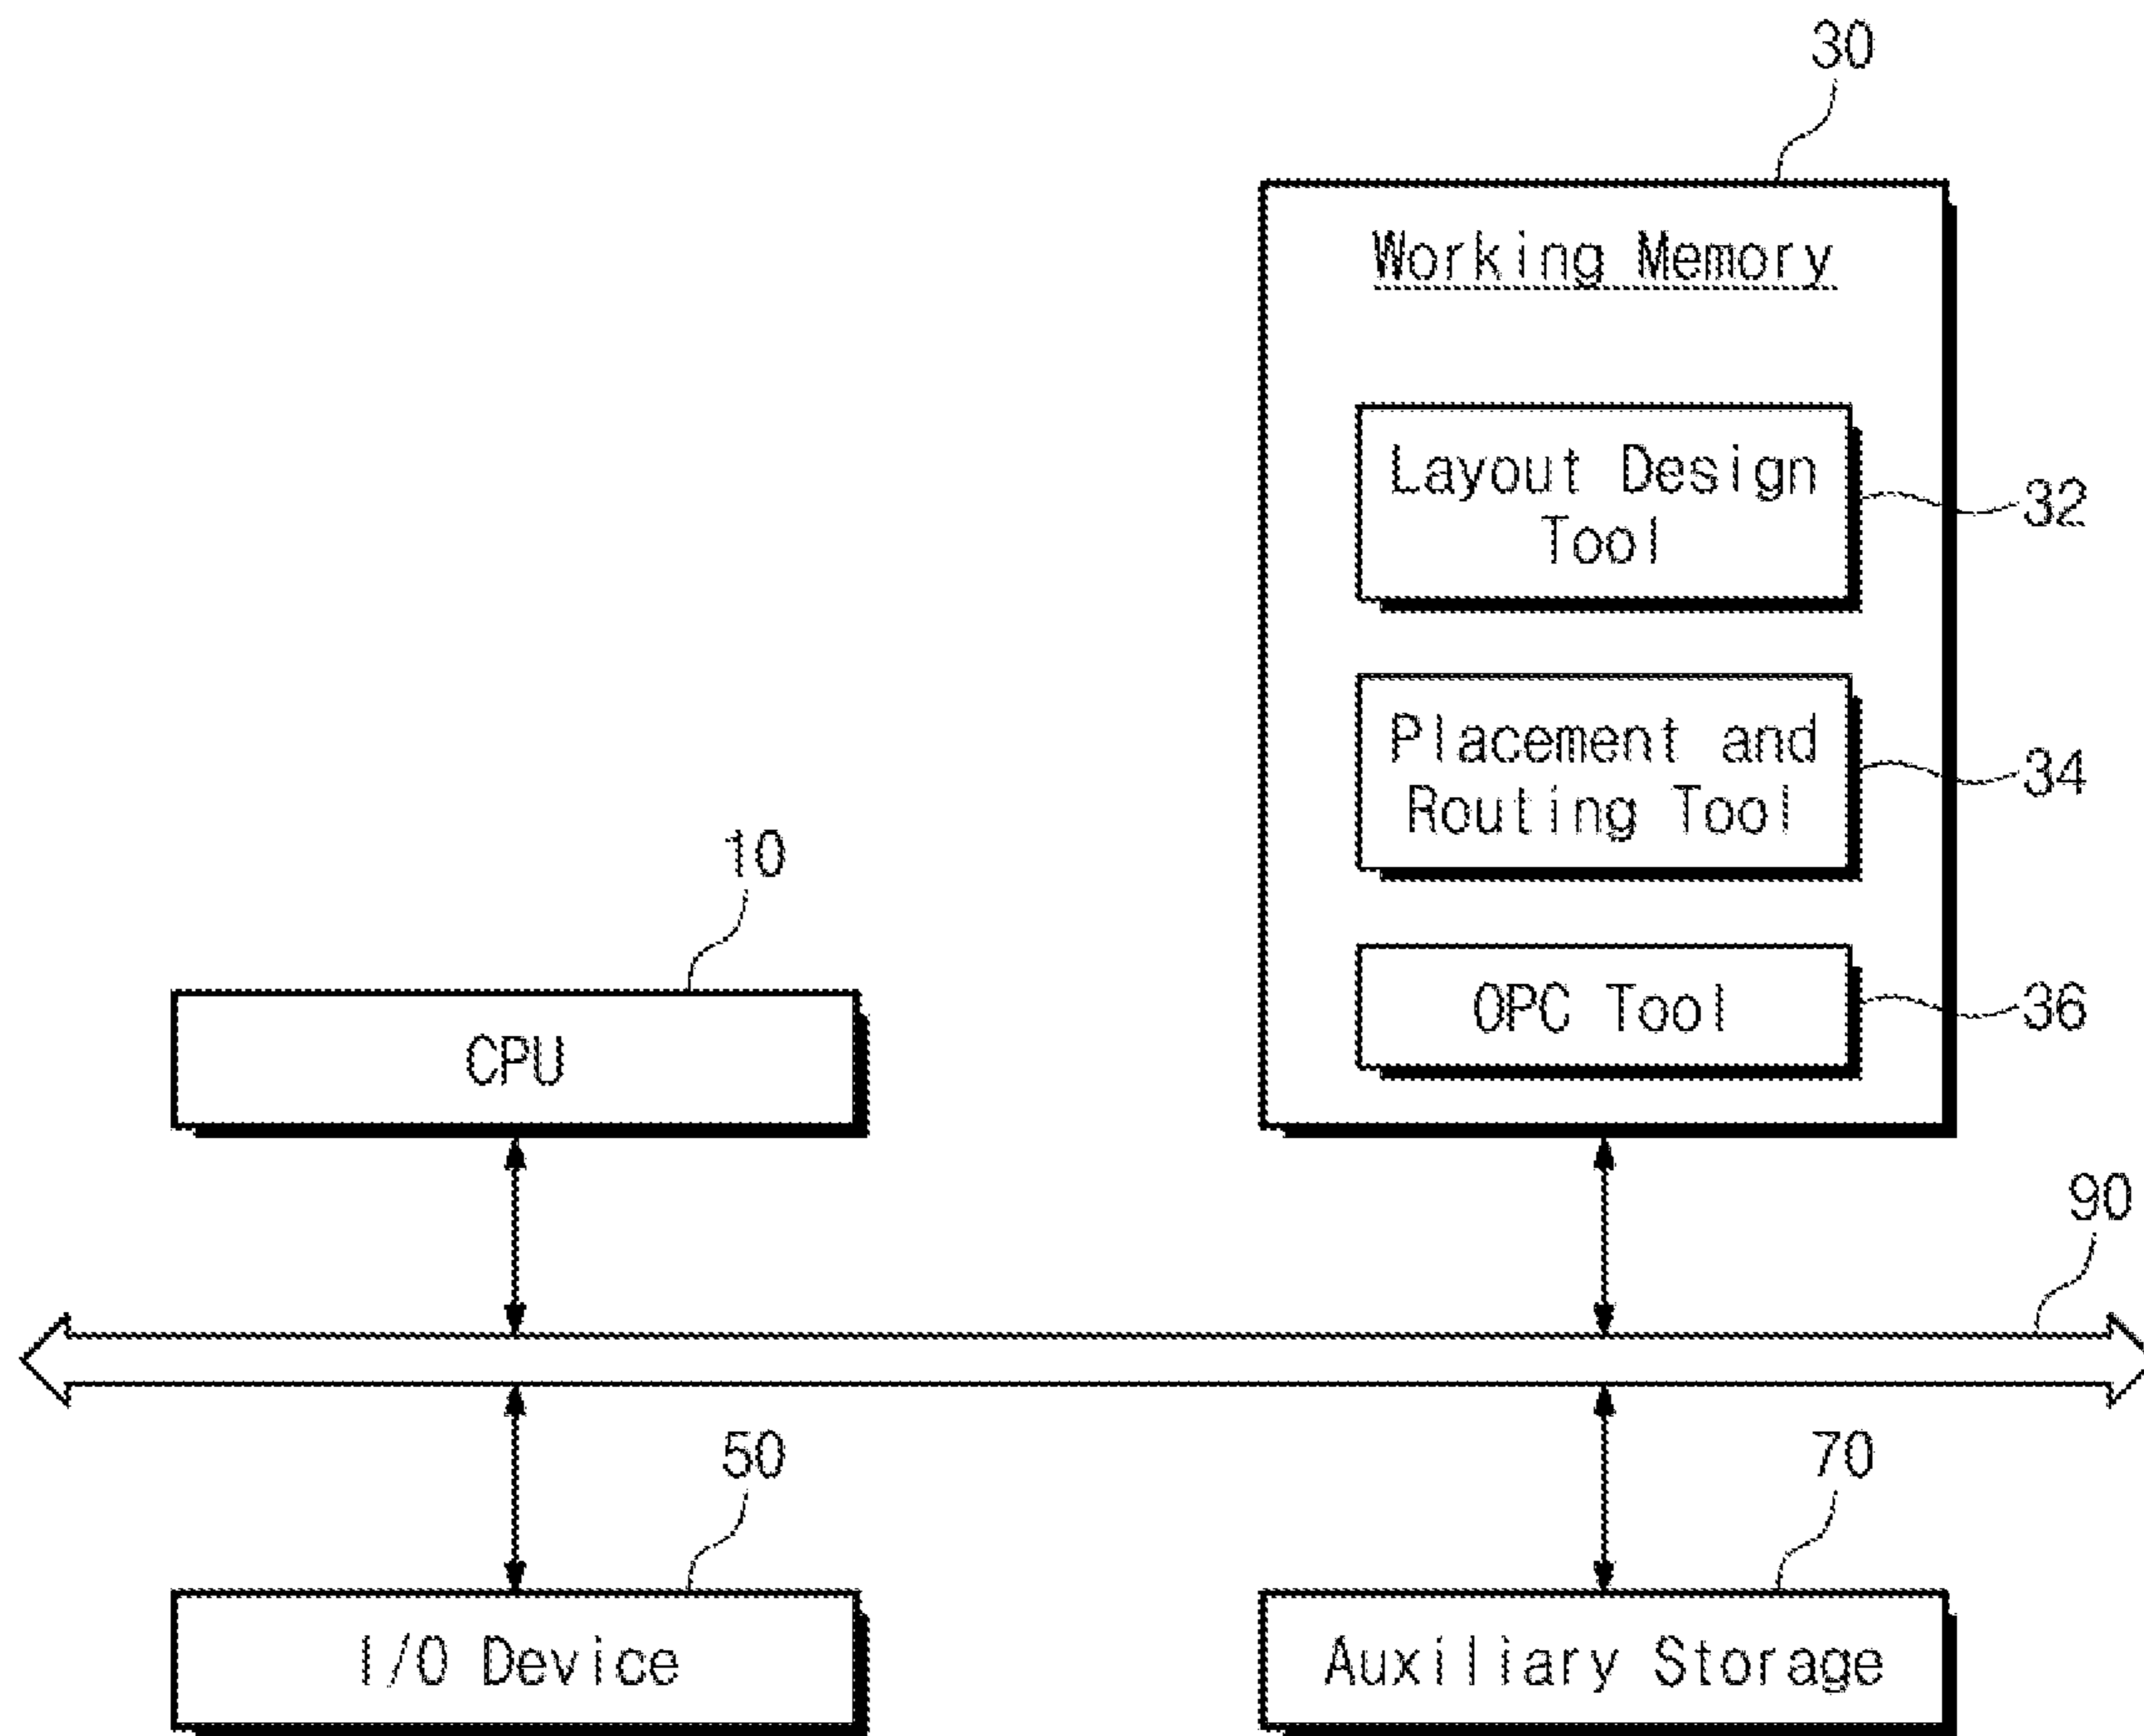 30
Working Memory
Layout Design
Tool
32
Placement and
Routing Tool
34
10
OPC Tool
36
CPU
90
50
70
I/O Device
Auxiliary Storage